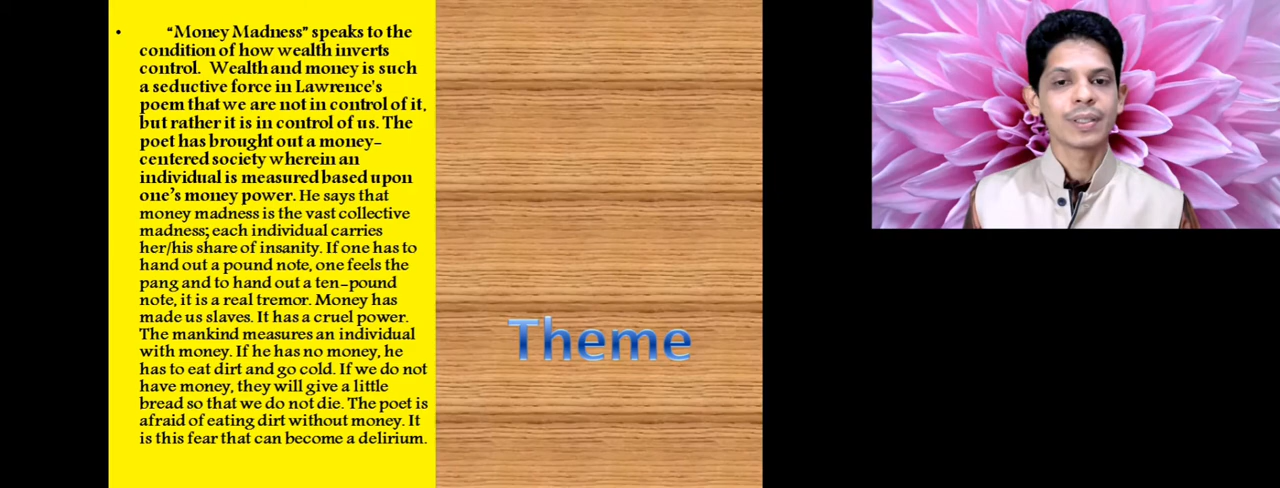 • “Money Madness” speaks to the
condition of how wealth inverts
control. Wealth and money is such
a seductive force in Lawrence's
poem that we are not in control of it,
but rather it is in control of us. The
poet has brought out a money-
centered society wherein an
individual is measured based upon
one’s money power. He says that
money madness is the vast collective
madness; each individual carries
her/his share of insanity. If one has to
hand out a pound note, one feels the
pang and to hand out a ten-pound
note, it is a real tremor. Money has
made us slaves. It has a cruel power.
The mankind measures an individual
with money. If he has no money, he
has to eat dirt and go cold. If we do not
have money, they will give a little
bread so that we do not die. The poet is
afraid of eating dirt without money. It
is this fear that can become a delirium.
Theme